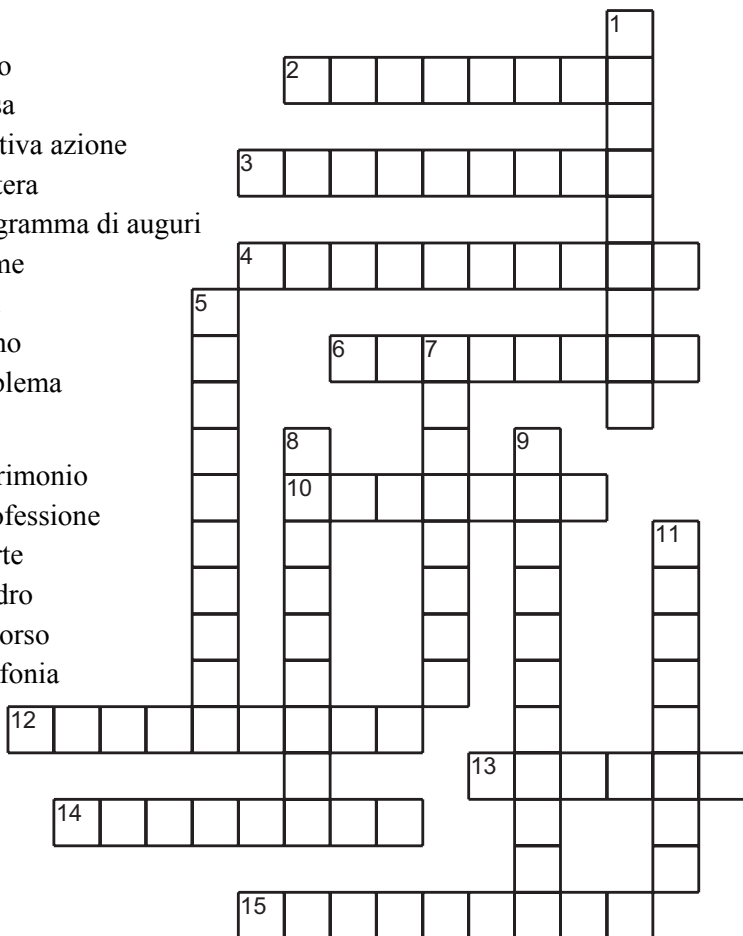 o
sa
tiva azione
tera
gramma di auguri
me
no
blema
rimonio
ofessione
rte
dro
orso
fonia
1
2
3
4
5
6 7
8 9
10
11
12
13
14
15